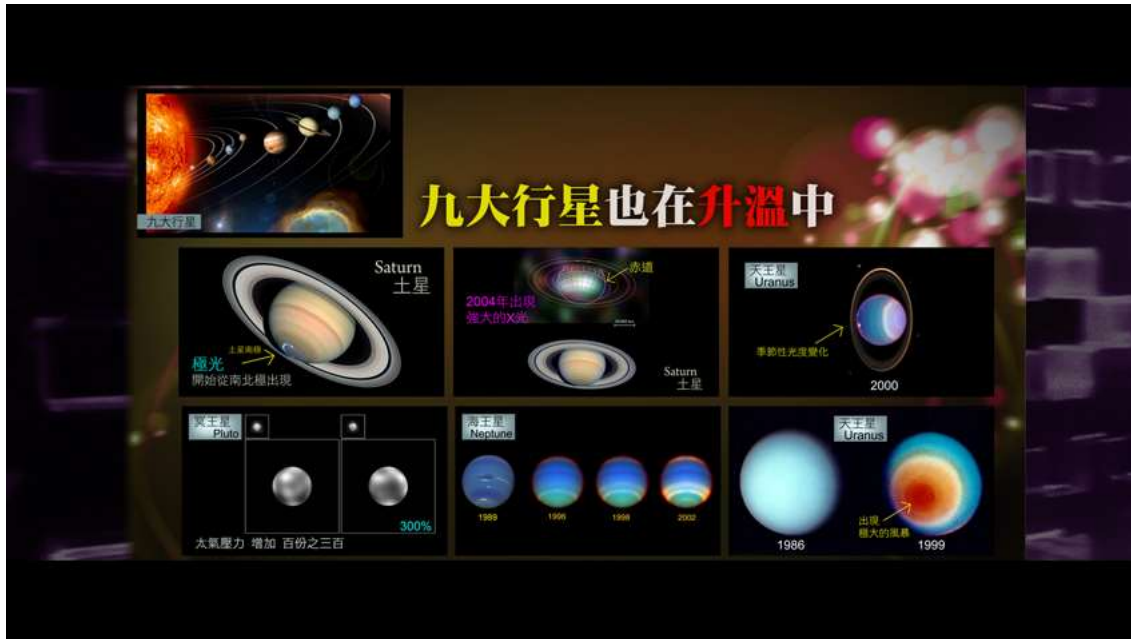 九大行星
九大行星也在升溫中
Saturn
土星
土星南極
極光
開始從南北極出現
赤道
2004年出現
強大的X光
Saturn
土星
天王星
Uranus
季節性光度變化
2000
冥王星
Pluto
300%
太氣壓力 增加 百份之三百
海王星
Neptune
1989
1996
1998
2002
天王星
Uranus
出現
極大的風暴
1986
1999